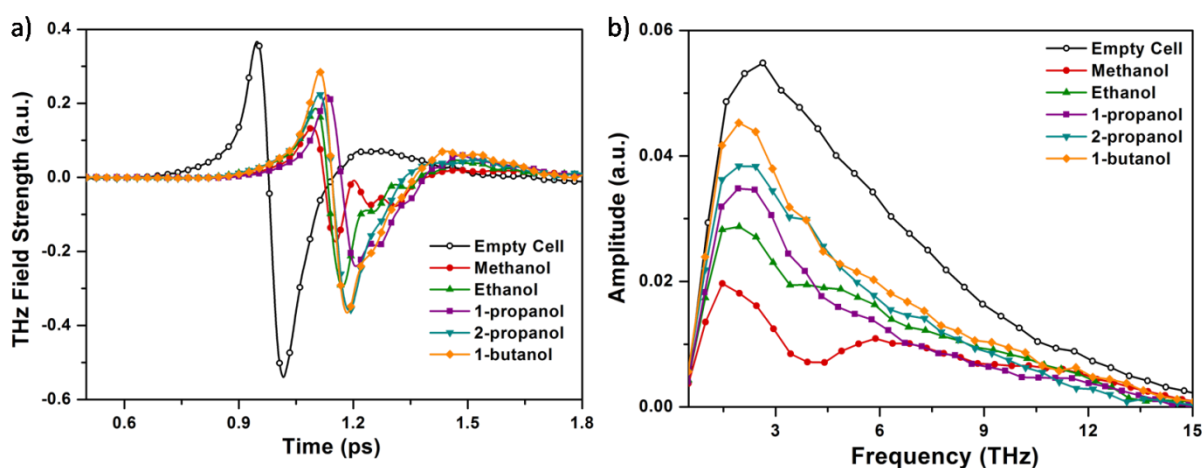 a)
THz Field Strength (a.u.)
0.4
0.2
0.0
-0.2
-0.4
-0.6
0.6
0.9
1.2
1.5
1.8
Time (ps)
Empty Cell
Methanol
Ethanol
1-propanol
2-propanol
1-butanol
b)
Amplitude (a.u.)
0.06
0.04
0.02
0.00
3
6
9
12
15
Frequency (THz)
Empty Cell
Methanol
Ethanol
1-propanol
2-propanol
1-butanol